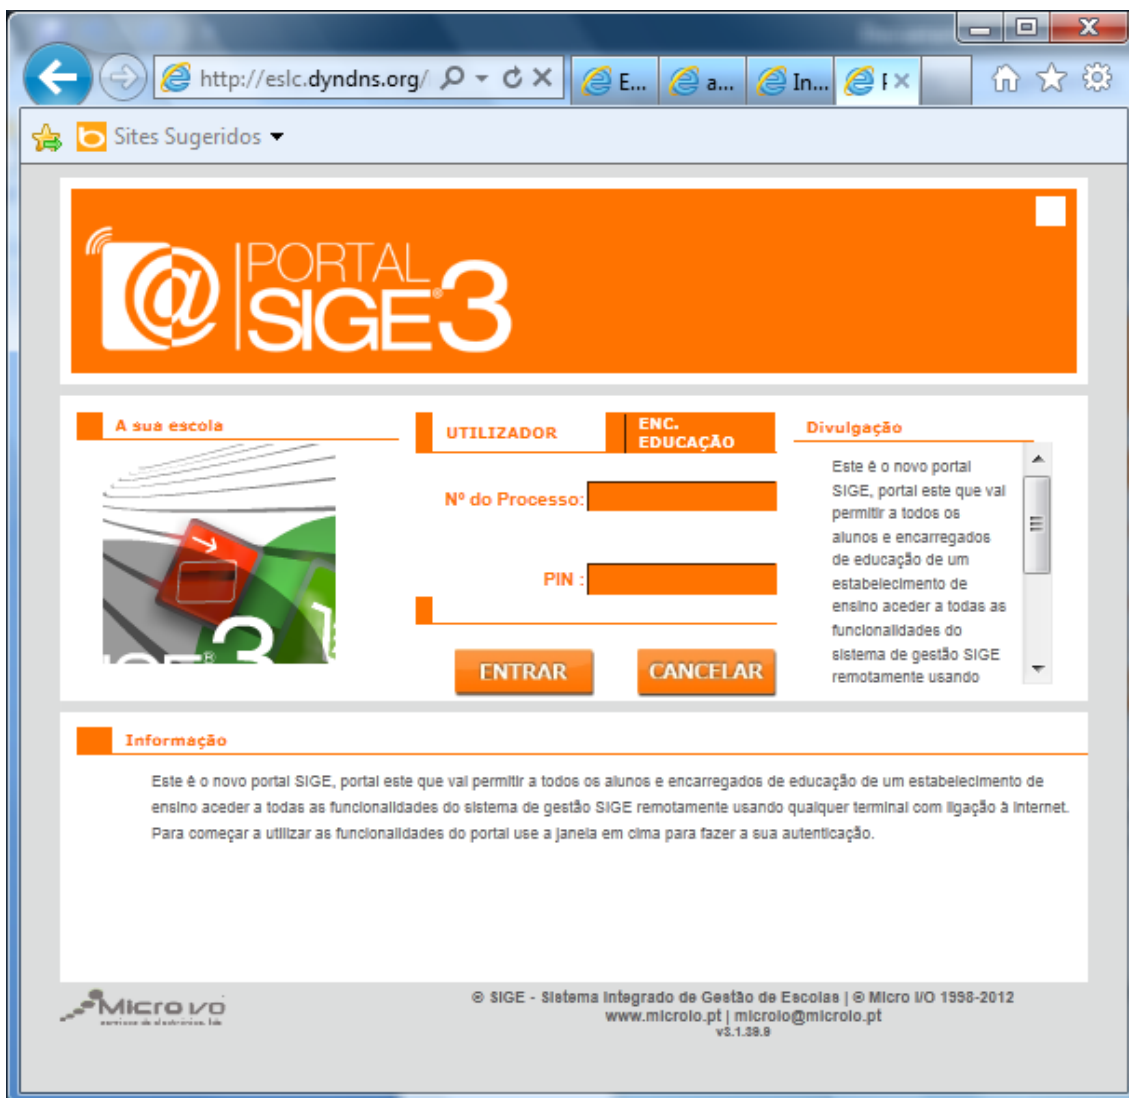 http://eslc.dyndns.org/
E...
a...
In...
Sites Sugeridos
@ PORTAL
SIGE®3
A sua escola
UTILIZADOR
ENC.
EDUCAÇÃO
Divulgação
Nº do Processo:
PIN :
ENTRAR
CANCELAR
Este é o novo portal
SIGE, portal este que vai
permitir a todos os
alunos e encarregados
de educação de um
estabelecimento de
ensino aceder a todas as
funcionalidades do
sistema de gestão SIGE
remotamente usando
® 3
Informação
Este é o novo portal SIGE, portal este que vai permitir a todos os alunos e encarregados de educação de um estabelecimento de
ensino aceder a todas as funcionalidades do sistema de gestão SIGE remotamente usando qualquer terminal com ligação à Internet.
Para começar a utilizar as funcionalidades do portal use a janela em cima para fazer a sua autenticação.
Micro I/O
© SIGE - Sistema Integrado de Gestão de Escolas | © Micro I/O 1998-2012
www.microio.pt | microio@microio.pt
v3.1.39.9